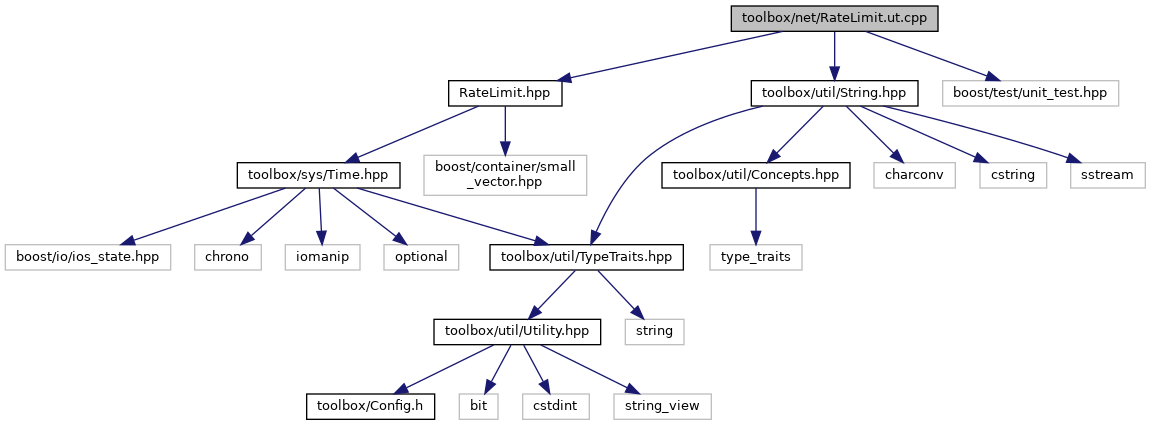 toolbox/net/RateLimit.ut.cpp
RateLimit.hpp
toolbox/util/String.hpp
boost/test/unit_test.hpp
toolbox/sys/Time.hpp
boost/container/small
_vector.hpp
toolbox/util/Concepts.hpp
charconv
cstring
sstream
boost/io/ios_state.hpp
chrono
iomanip
optional
toolbox/util/TypeTraits.hpp
type_traits
toolbox/util/Utility.hpp
string
toolbox/Config.h
bit
cstdint
string_view